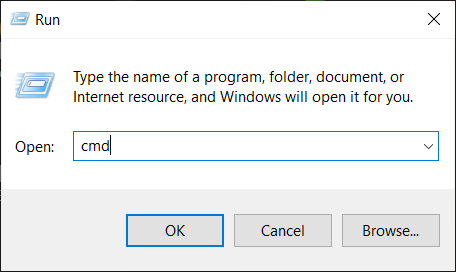 Run
Type the name of a program, folder, document, or
Internet resource, and Windows will open it for you.
Open: cmd
OK Cancel Browse...